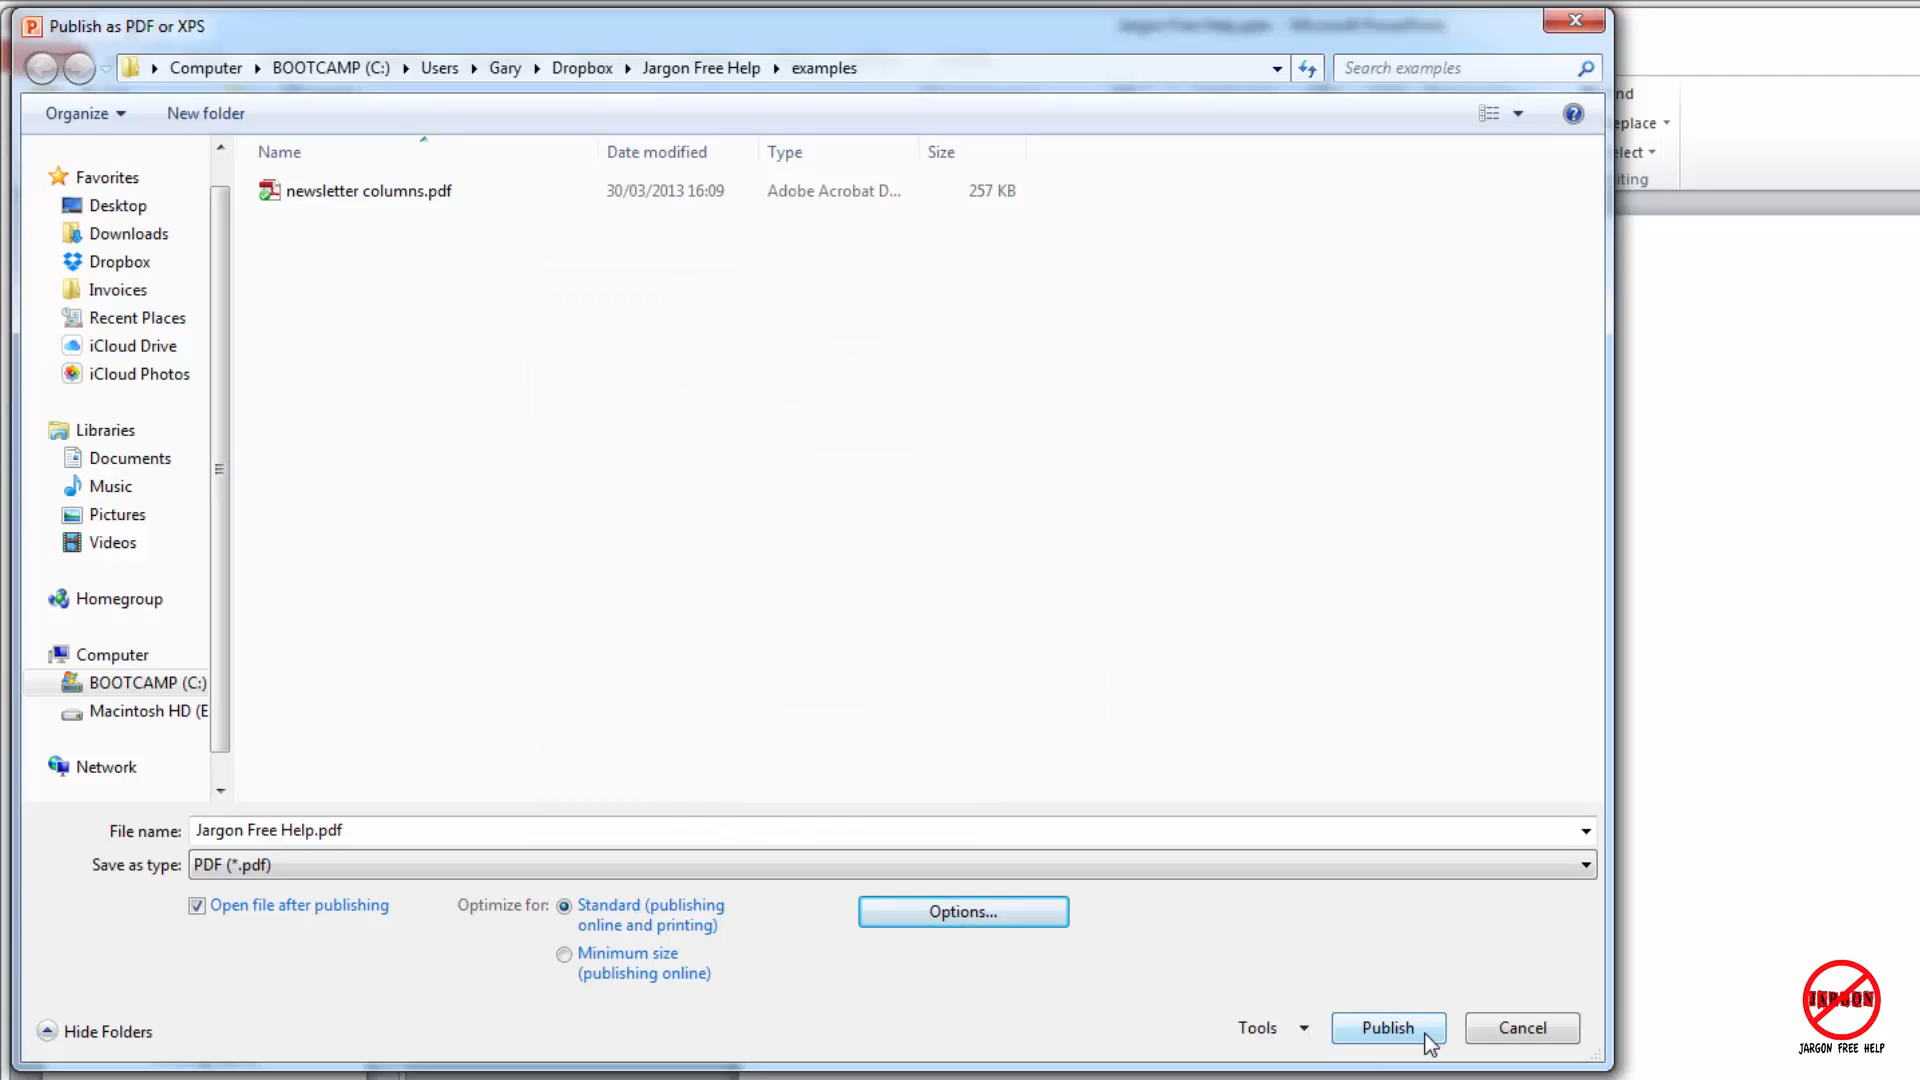 Publish as PDF or XPS
Computer BOOTCAMP (C:) Users Gary Dropbox Jargon Free Help examples
Search examples
Organize
New folder
nd
eplace
elect
iting
Name Date modified Type Size
newsletter columns.pdf 30/03/2013 16:09 Adobe Acrobat D... 257 KB
Favorites
Desktop
Downloads
Dropbox
Invoices
Recent Places
iCloud Drive
iCloud Photos
Libraries
Documents
Music
Pictures
Videos
Homegroup
Computer
BOOTCAMP (C:)
Macintosh HD (E
Network
File name: Jargon Free Help.pdf
Save as type: PDF (*.pdf)
Open file after publishing
Optimize for: Standard (publishing
online and printing)
Minimum size
(publishing online)
Options...
Hide Folders
Tools
Publish
Cancel
JARGON
JARGON FREE HELP